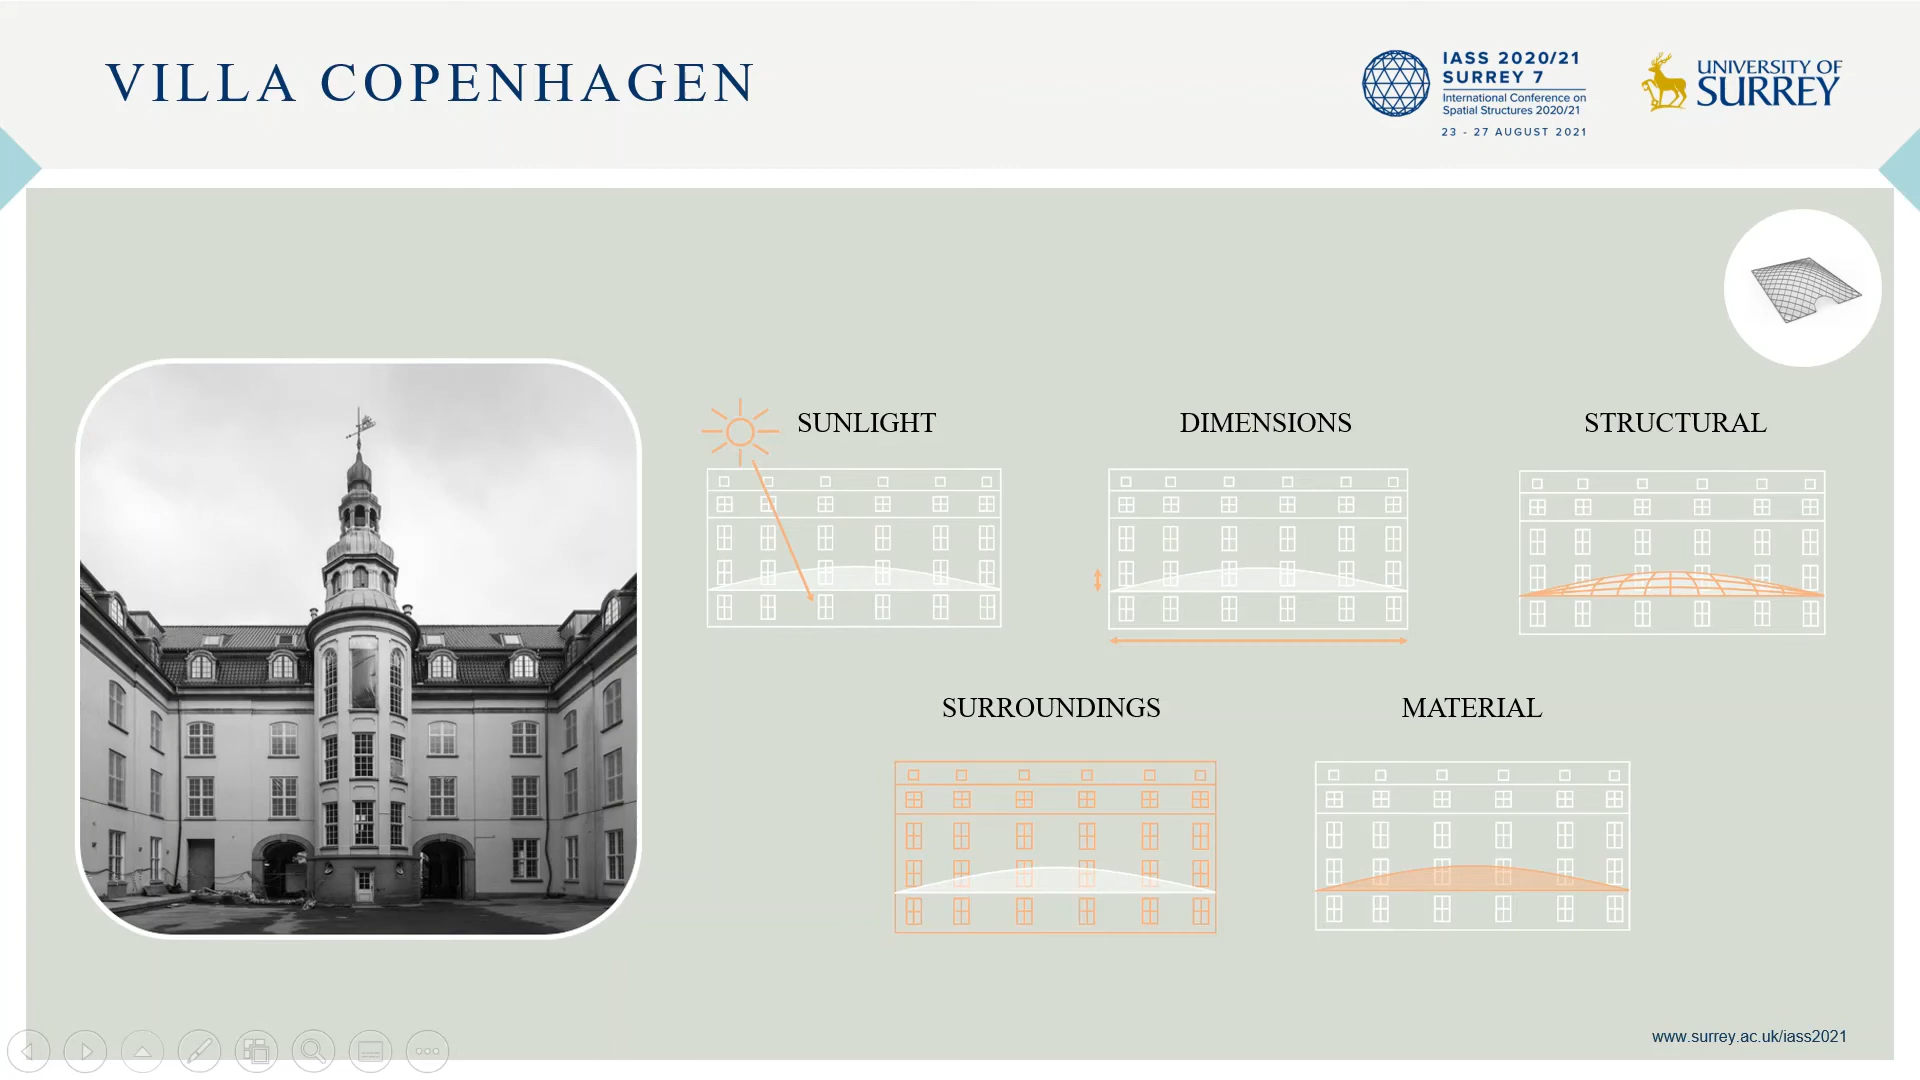 VILLA COPENHAGEN
IASS 2020/21
SURREY 7
International Conference on
Spatial Structures 2020/21
23 - 27 AUGUST 2021
UNIVERSITY OF
SURREY
SUNLIGHT
DIMENSIONS
STRUCTURAL
SURROUNDINGS
MATERIAL
www.surrey.ac.uk/iass2021